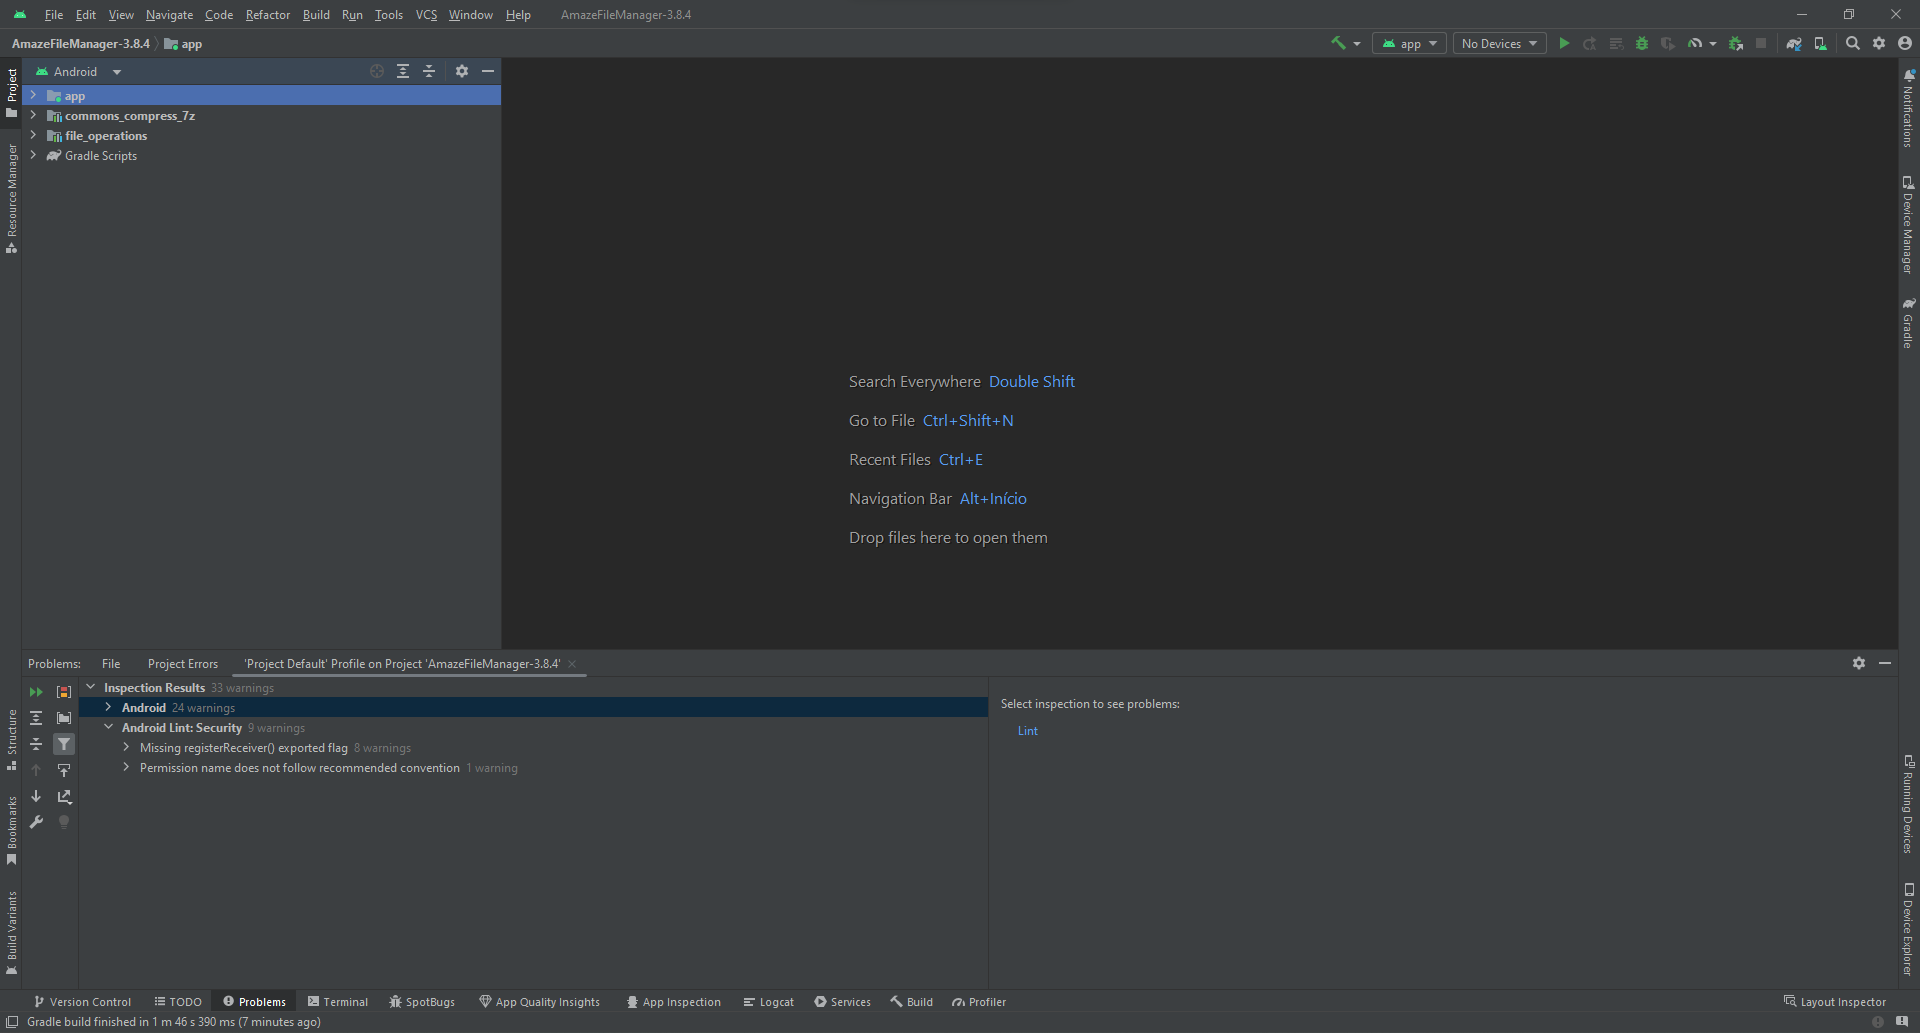 File Edit View Navigate Code Refactor Build Run Tools VCS Window Help AmazeFileManager-3.8.4
AmazeFileManager-3.8.4 app
app No Devices
Project
Resource Manager
Structure
Bookmarks
Build Variants
Android
app
commons_compress_7z
file_operations
Gradle Scripts
Search Everywhere Double Shift
Go to File Ctrl+Shift+N
Recent Files Ctrl+E
Navigation Bar Alt+Início
Drop files here to open them
Notifications
Device Manager
Gradle
Running Devices
Device Explorer
Problems: File Project Errors 'Project Default' Profile on Project 'AmazeFileManager-3.8.4'
Inspection Results 33 warnings
Android 24 warnings
Android Lint: Security 9 warnings
Missing registerReceiver() exported flag 8 warnings
Permission name does not follow recommended convention 1 warning
Select inspection to see problems:
Lint
Version Control TODO Problems Terminal SpotBugs App Quality Insights App Inspection Logcat Services Build Profiler Layout Inspector
Gradle build finished in 1 m 46 s 390 ms (7 minutes ago)